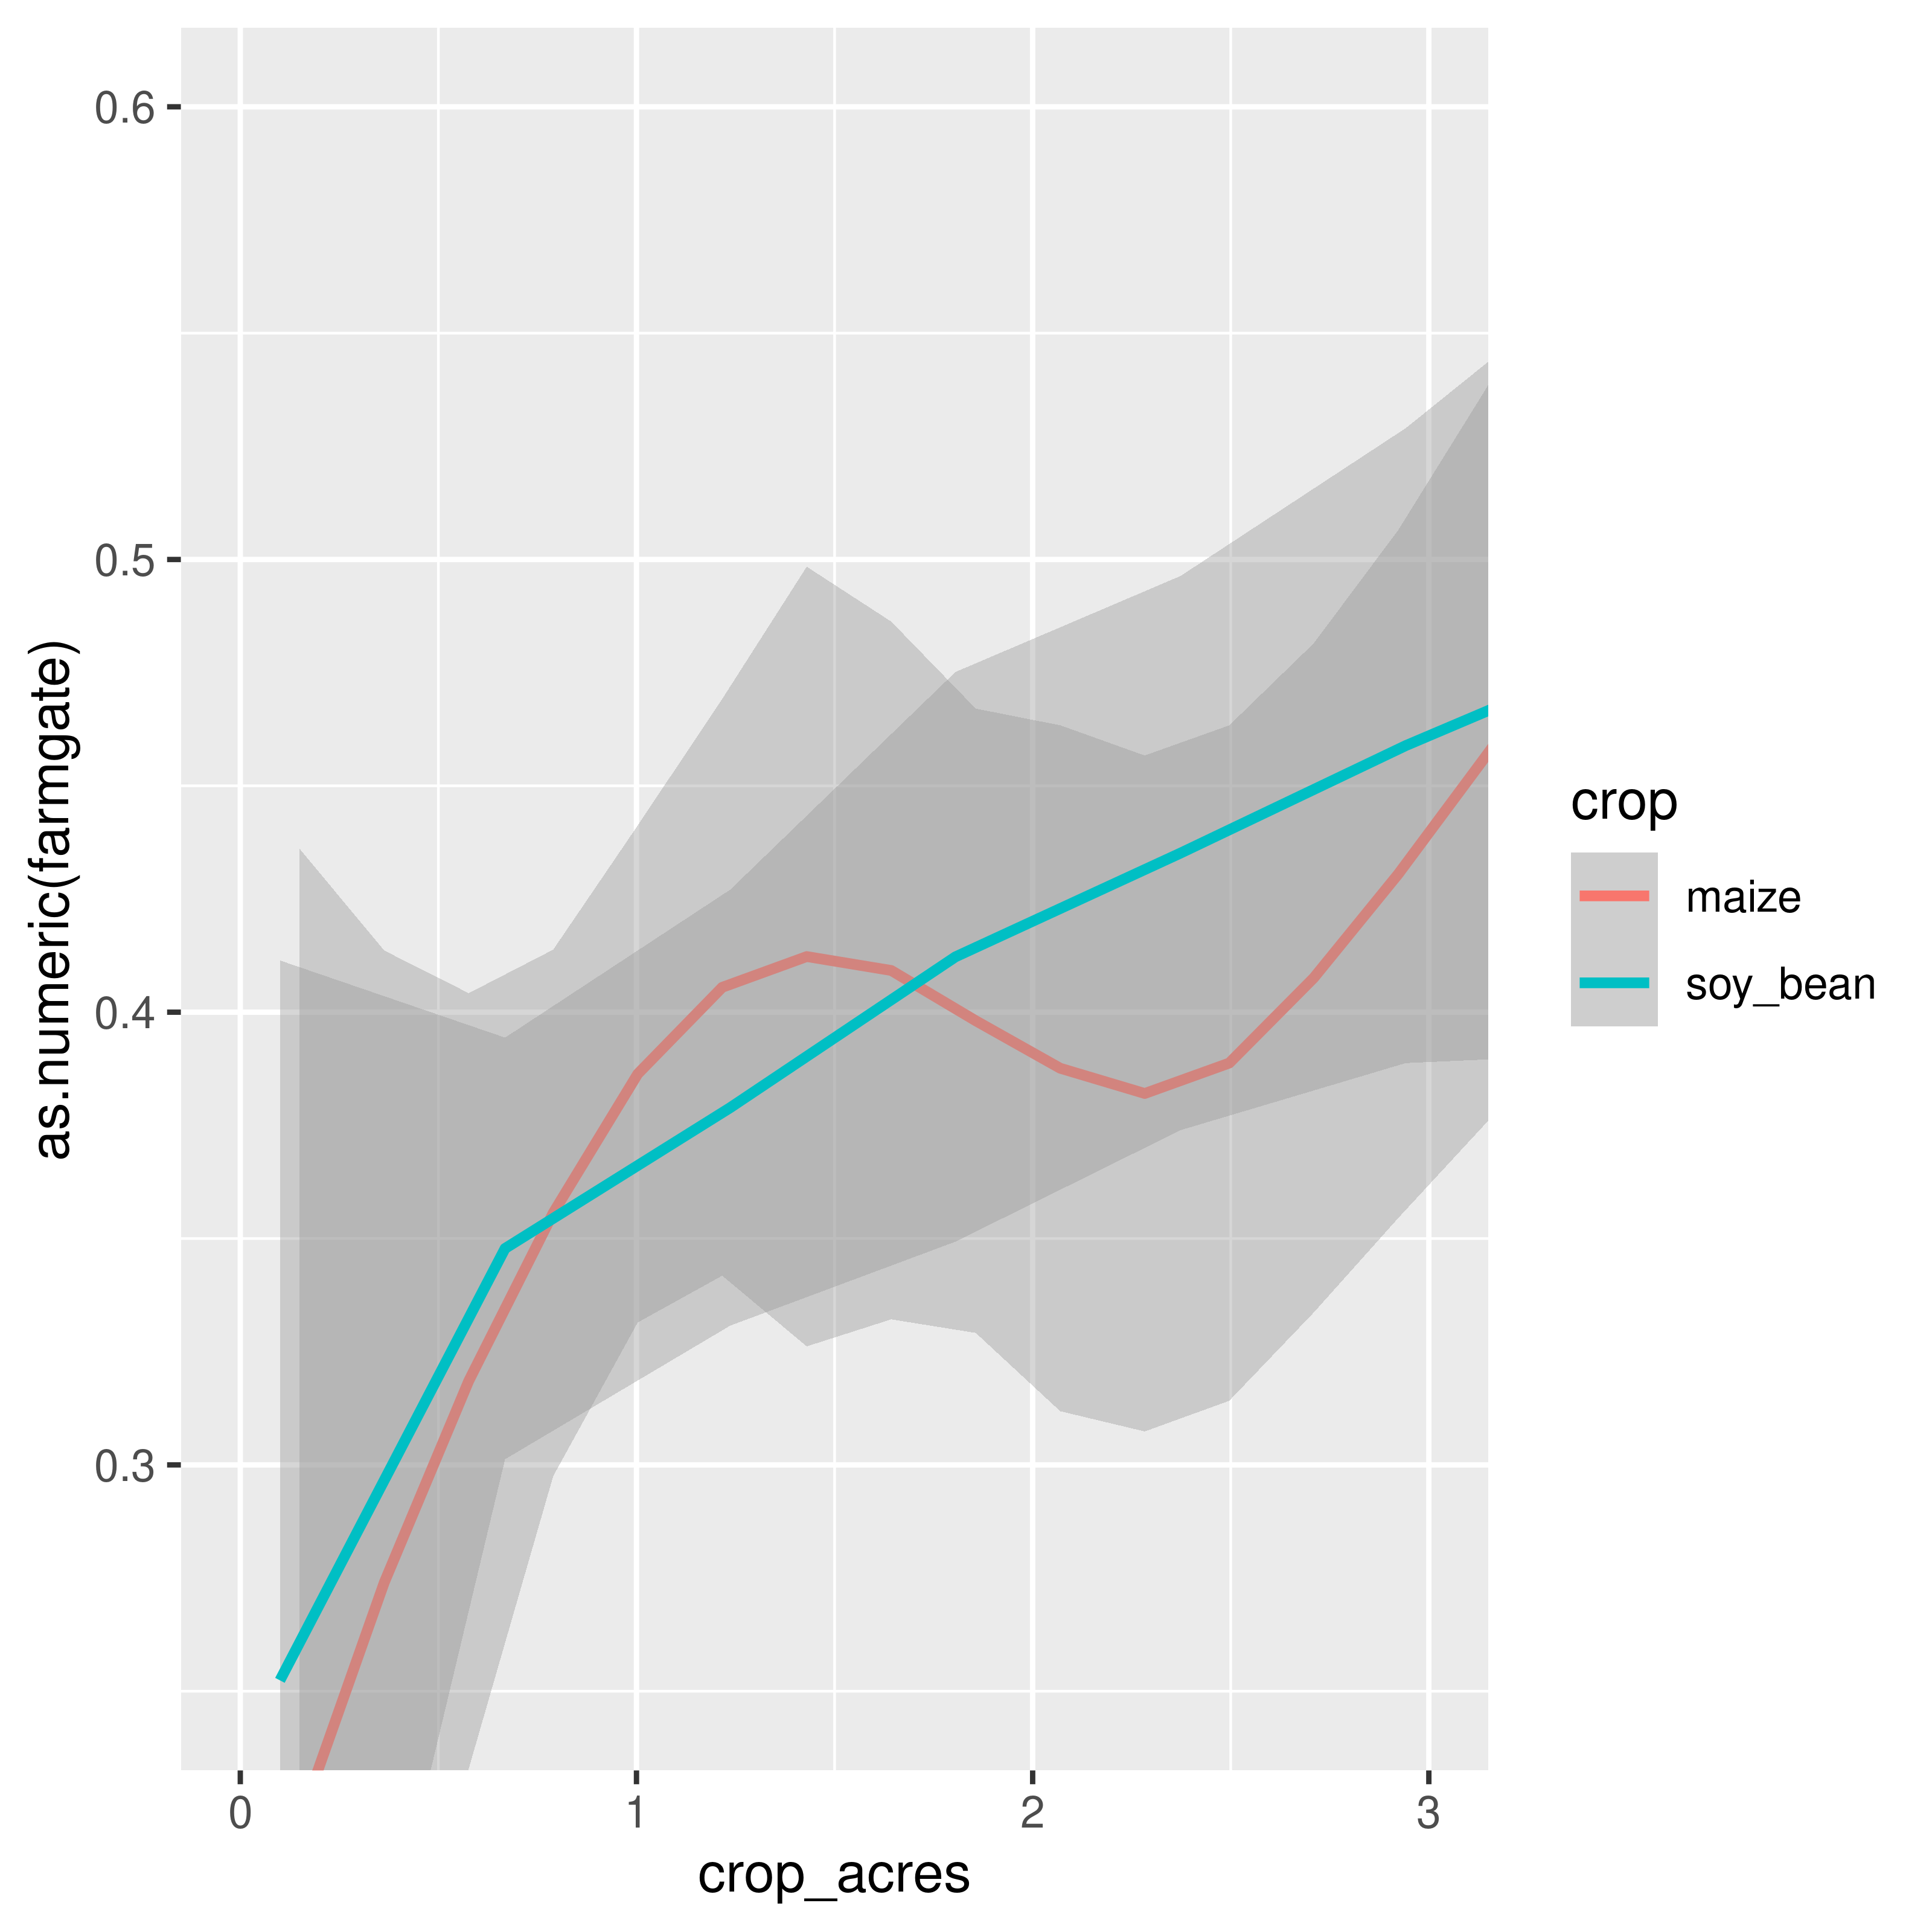 as.numeric(farmgate)
0.6
0.5
0.4
0.3
0
1
2
3
crop_acres
crop
maize
soy_bean